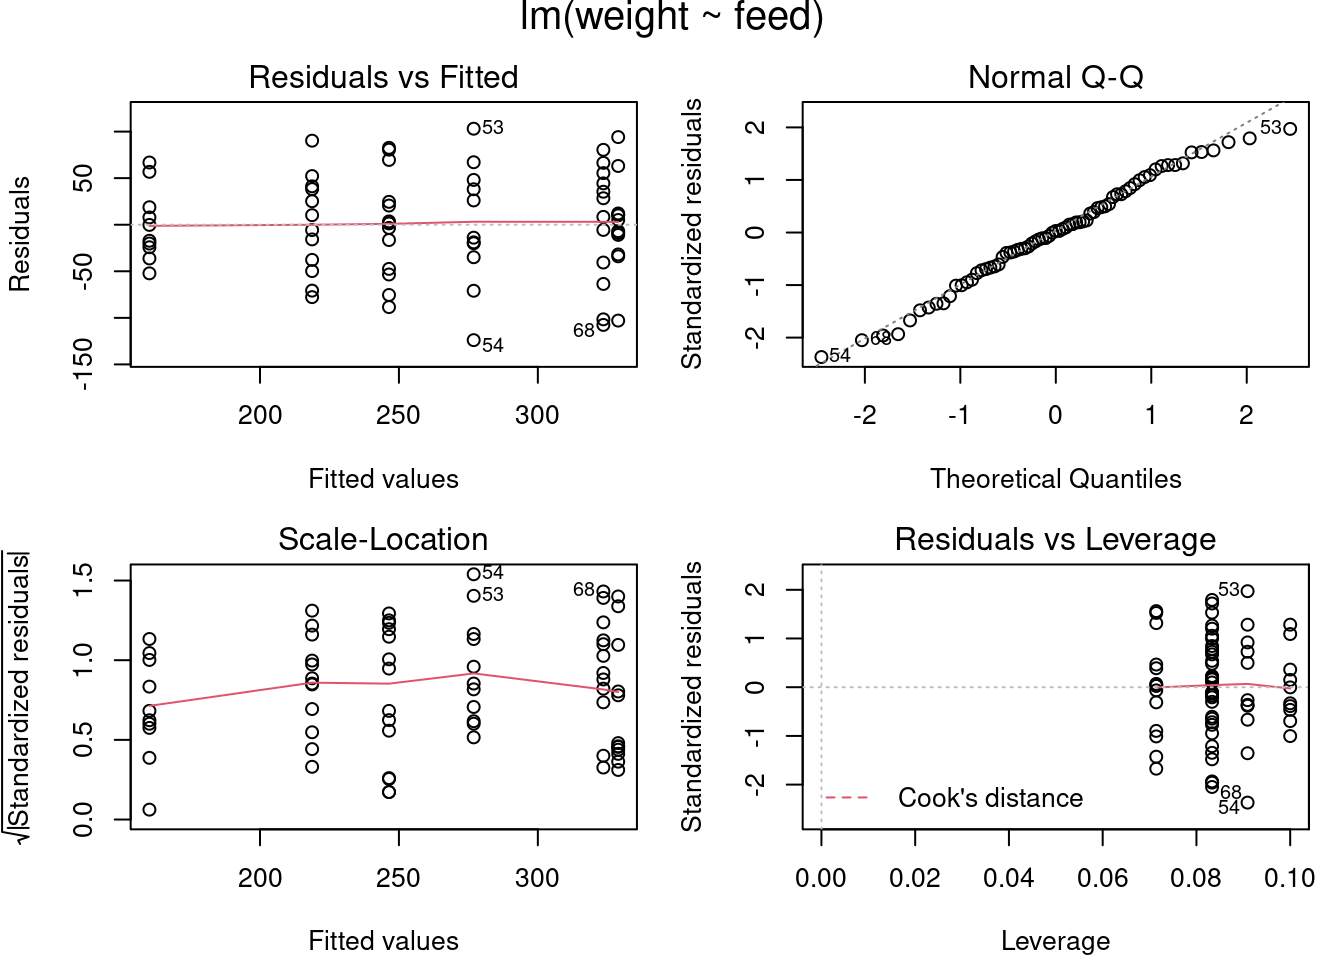 lm(weight ~ feed)
Residuals vs Fitted
Residuals
50
-50
-150
53
68
54
200 250 300
Fitted values
Normal Q-Q
Standardized residuals
2
1
0
-1
-2
53
68
54
-2 -1 0 1 2
Theoretical Quantiles
Scale-Location
√|Standardized residuals|
1.5
1.0
0.5
0.0
54
53
68
200 250 300
Fitted values
Residuals vs Leverage
Standardized residuals
2
1
0
-1
-2
53
68
54
Cook's distance
0.00 0.02 0.04 0.06 0.08 0.10
Leverage